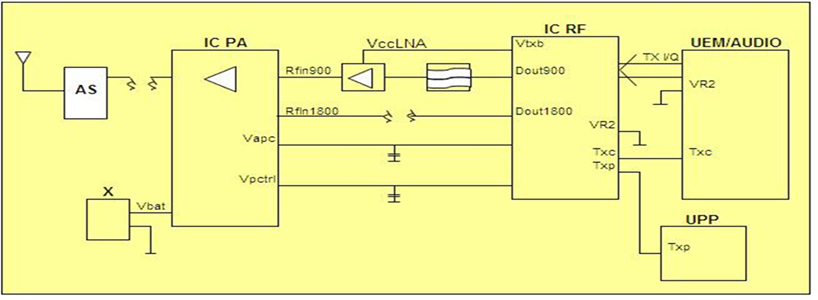 IC PA
VccLNA
IC RF
UEM/AUDIO
Vtxb
TX I/Q
Rfin900
Dout900
VR2
AS
Rfin1800
Dout1800
VR2
Vapc
Txc
Txc
Txp
Vpctrl
X
Vbat
UPP
Txp